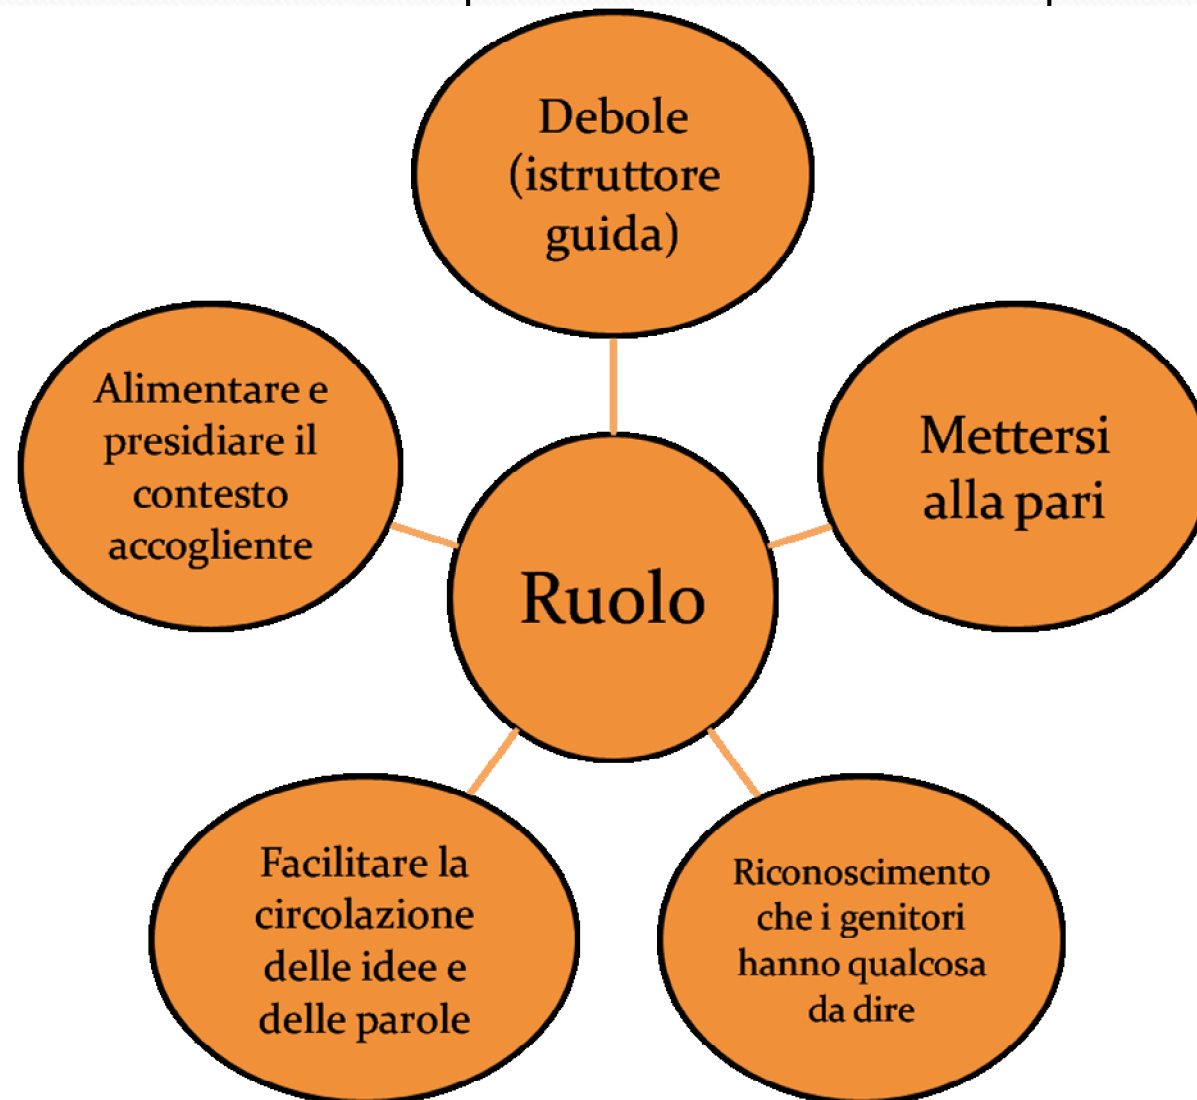 Debole
(istruttore
guida)
Alimentare e
presidiare il
contesto
accogliente
Mettersi
alla pari
Ruolo
Facilitare la
circolazione
delle idee e
delle parole
Riconoscimento
che i genitori
hanno qualcosa
da dire